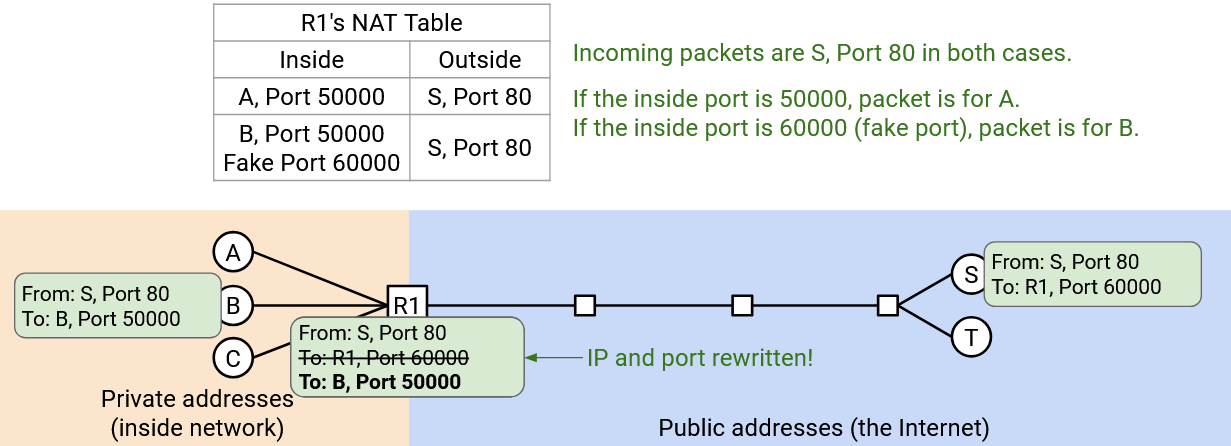 R1's NAT Table
Inside
Outside
A, Port 50000
S, Port 80
B, Port 50000
Fake Port 60000
S, Port 80
Incoming packets are S, Port 80 in both cases.
If the inside port is 50000, packet is for A.
If the inside port is 60000 (fake port), packet is for B.
A
B
C
From: S, Port 80
To: B, Port 50000
R1
From: S, Port 80
To: R1, Port 60000
To: B, Port 50000
IP and port rewritten!
S
From: S, Port 80
To: R1, Port 60000
T
Private addresses
(inside network)
Public addresses (the Internet)